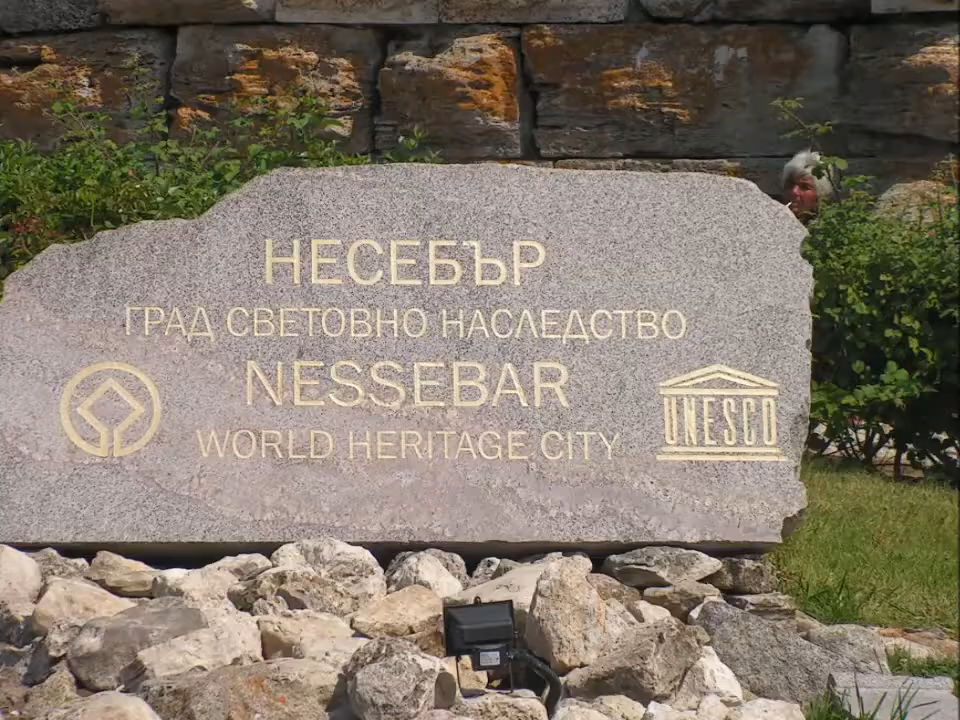 НЕСЕБЪР
ГРАД СВЕТОВНО НАСЛЕДСТВО
NESSEBAR
WORLD HERITAGE CITY
UNESCO